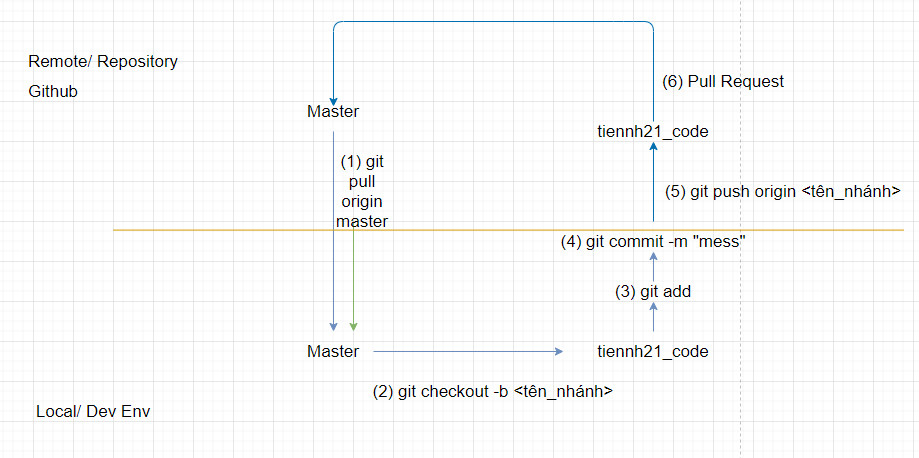 Remote/ Repository
Github
(6) Pull Request
Master
tiennh21_code
(1) git
pull
origin
master
(5) git push origin <tên_nhánh>
(4) git commit -m "mess"
(3) git add
Master
tiennh21_code
(2) git checkout -b <tên_nhánh>
Local/ Dev Env